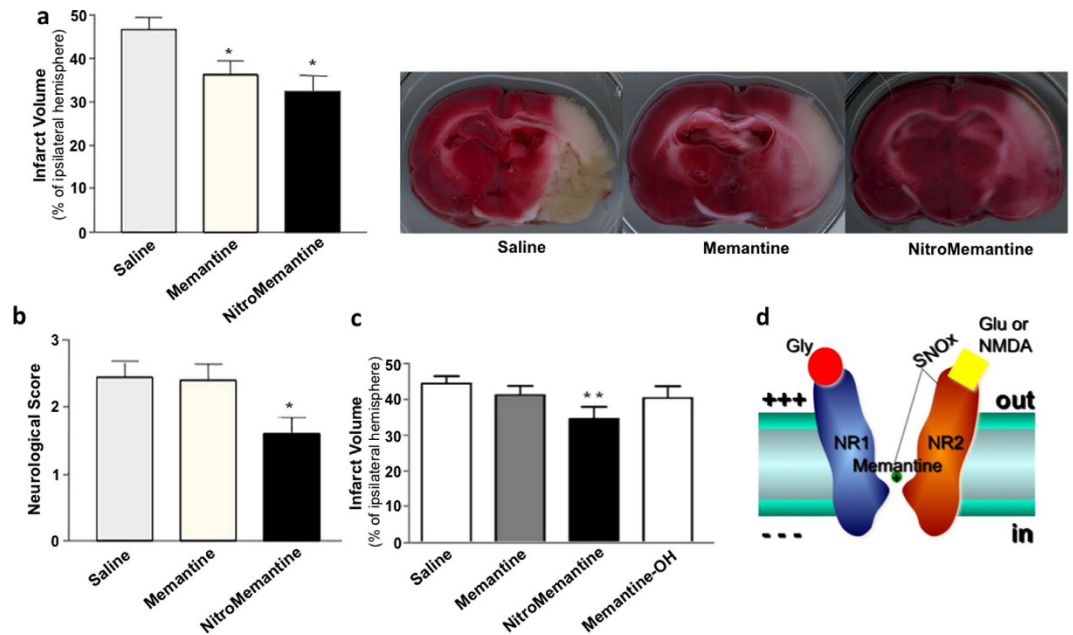 a
Infarct Volume
(% of ipsilateral hemisphere)
50
40
30
20
10
0
*
*
Saline
Memantine
NitroMemantine
Saline
Memantine
NitroMemantine
b
Neurological Score
3
2
1
0
*
Saline
Memantine
NitroMemantine
c
Infarct Volume
(% of ipsilateral hemisphere)
50
40
30
20
10
0
**
Saline
Memantine
NitroMemantine
Memantine-OH
d
Gly
SNOx
Glu or
NMDA
+++
out
NR1
NR2
Memantine
+
- - -
in